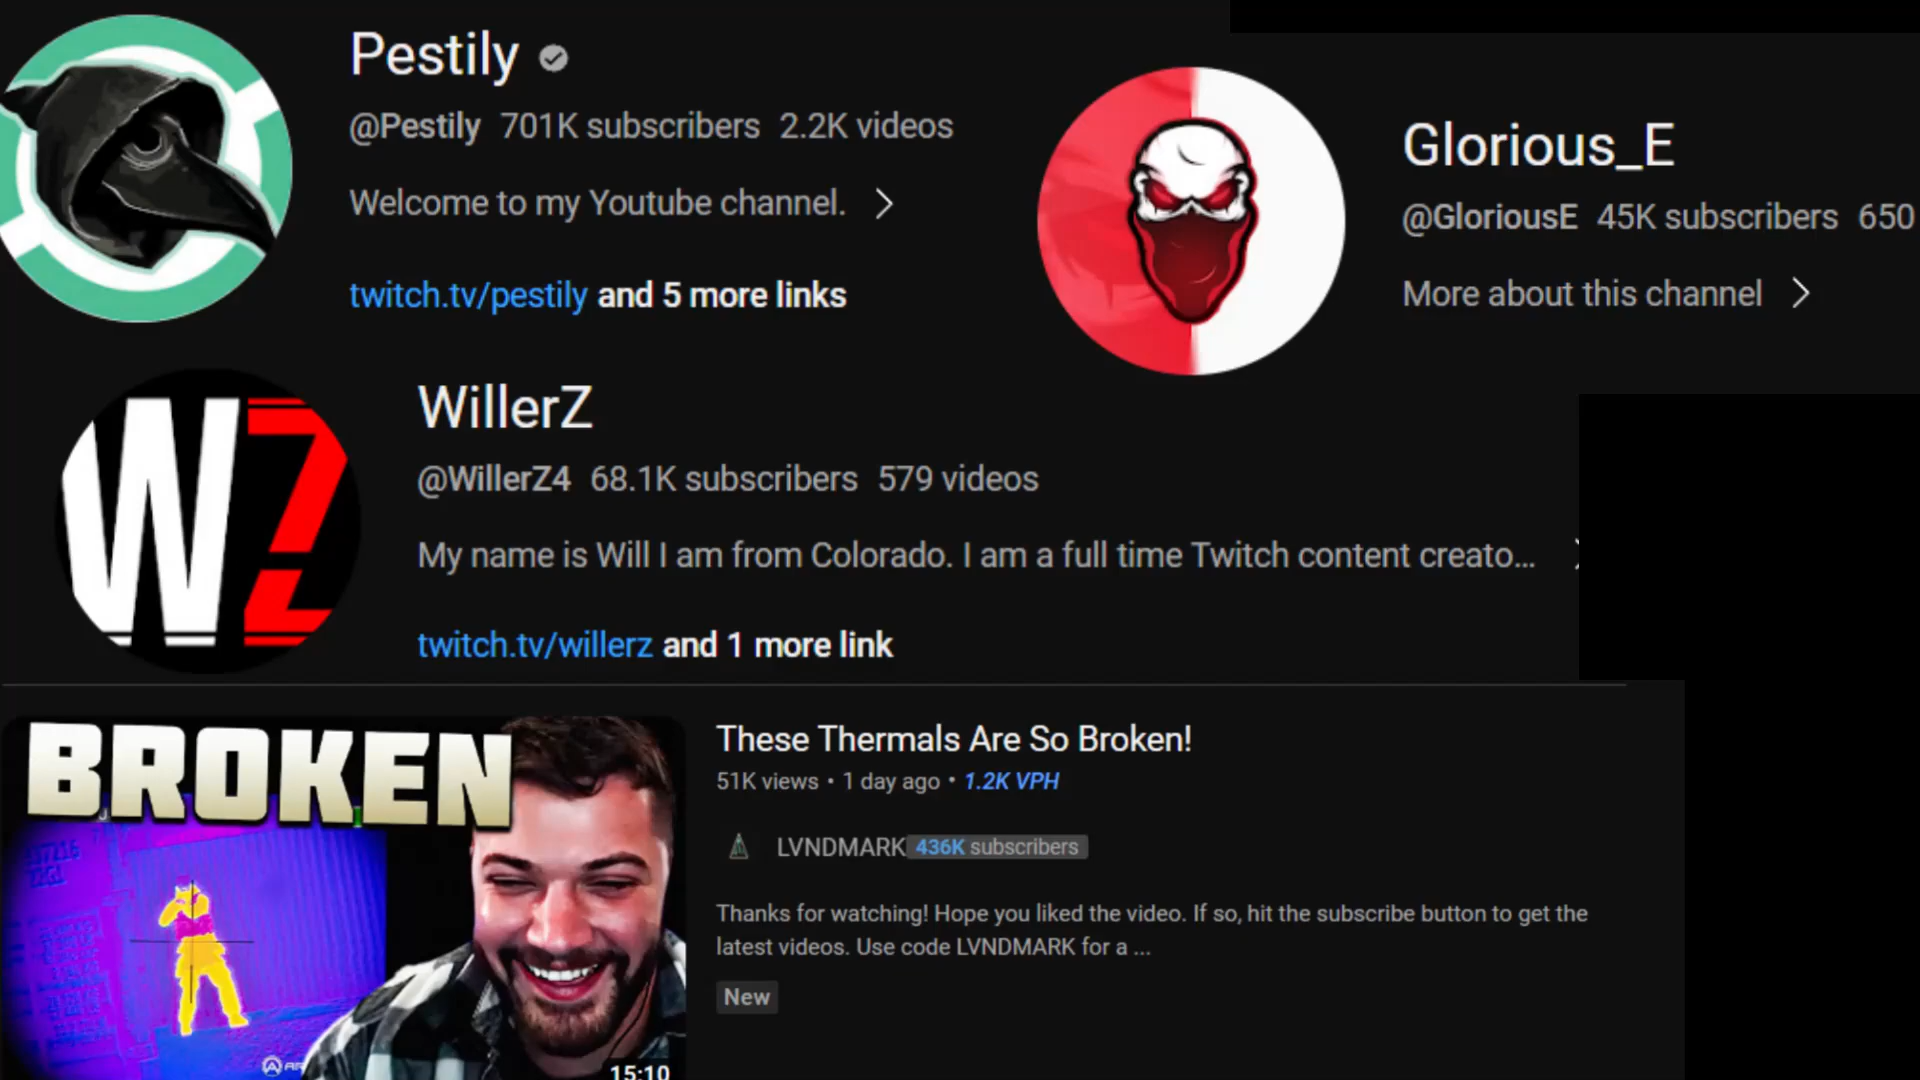 Pestily
@Pestily 701K subscribers 2.2K videos
Welcome to my Youtube channel.
twitch.tv/pestily and 5 more links
Glorious_E
@GloriousE 45K subscribers 650
More about this channel
WZ
WillerZ
@WillerZ4 68.1K subscribers 579 videos
My name is Will I am from Colorado. I am a full time Twitch content creato...
twitch.tv/willerz and 1 more link
BROKEN
15:10
These Thermals Are So Broken!
51K views • 1 day ago • 1.2K VPH
LVNDMARK 436K subscribers
Thanks for watching! Hope you liked the video. If so, hit the subscribe button to get the
latest videos. Use code LVNDMARK for a ...
New